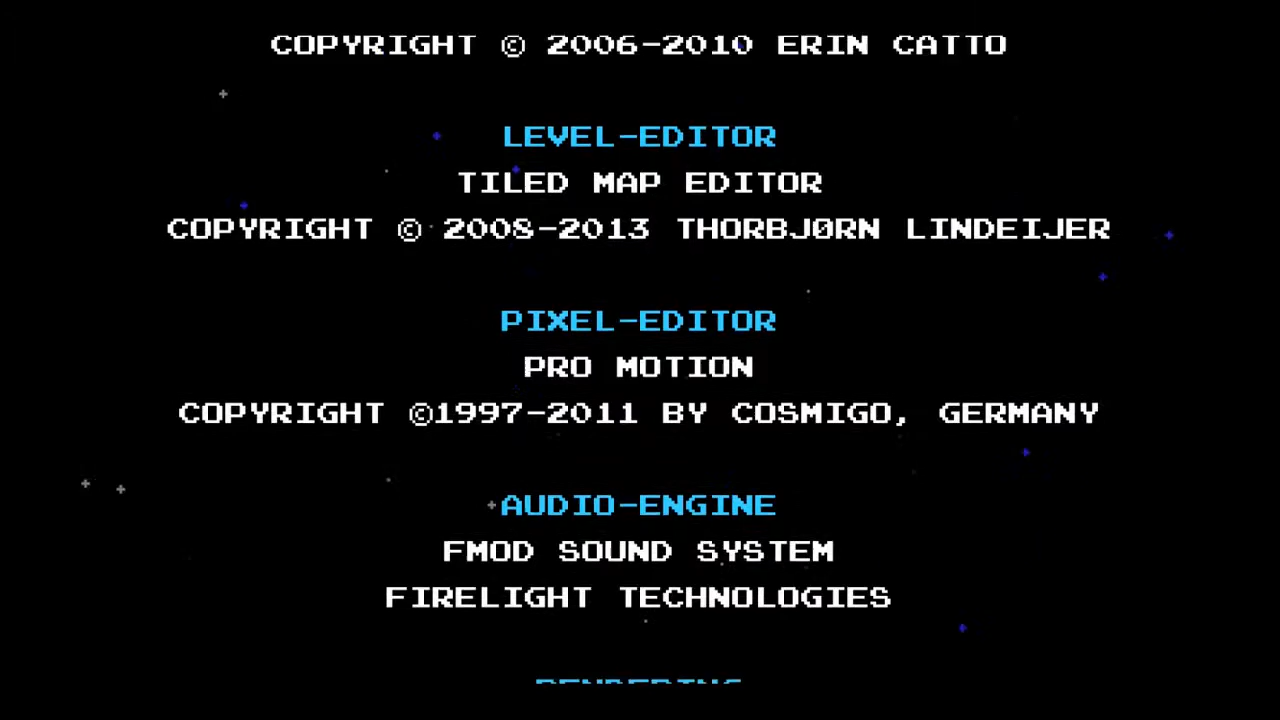 COPYRIGHT © 2006-2010 ERIN CATTO
LEVEL-EDITOR
TILED MAP EDITOR
COPYRIGHT © 2008-2013 THORBJØRN LINDEIJER
PIXEL-EDITOR
PRO MOTION
COPYRIGHT ©1997-2011 BY COSMIGO, GERMANY
AUDIO-ENGINE
FMOD SOUND SYSTEM
FIRELIGHT TECHNOLOGIES
RENDERING